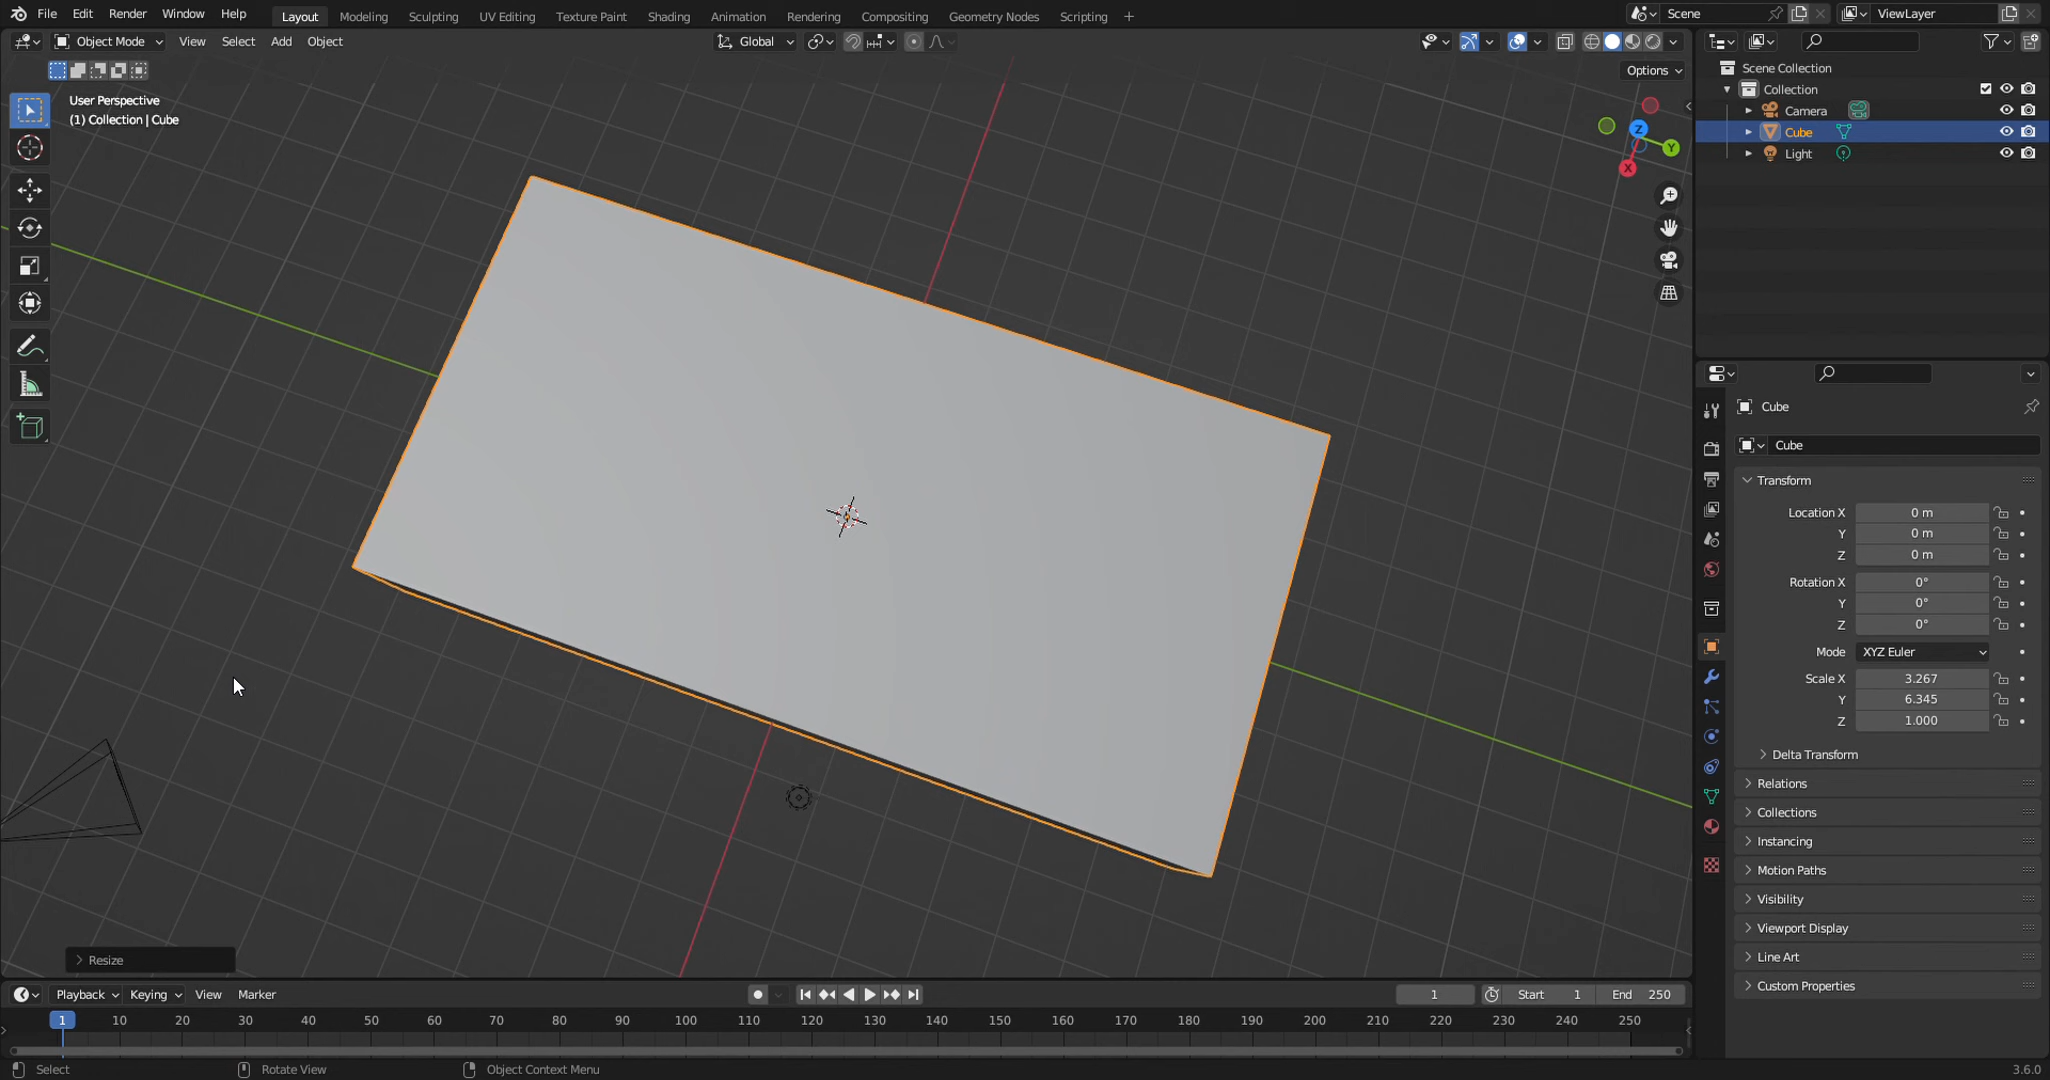 File Edit Render Window Help Layout Modeling Sculpting UV Editing Texture Paint Shading Animation Rendering Compositing Geometry Nodes Scripting + Scene ViewLayer
Object Mode View Select Add Object Global
Options
User Perspective
(1) Collection | Cube
Z
Y
X
Scene Collection
Collection
Camera
Cube
Light
Cube
Cube
Transform
Location X 0 m
Y 0 m
Z 0 m
Rotation X 0°
Y 0°
Z 0°
Mode XYZ Euler
Scale X 3.267
Y 6.345
Z 1.000
Delta Transform
Relations
Collections
Instancing
Motion Paths
Visibility
Viewport Display
Line Art
Custom Properties
Resize
Playback Keying View Marker 1 Start 1 End 250
1 10 20 30 40 50 60 70 80 90 100 110 120 130 140 150 160 170 180 190 200 210 220 230 240 250
Select Rotate View Object Context Menu 3.6.0